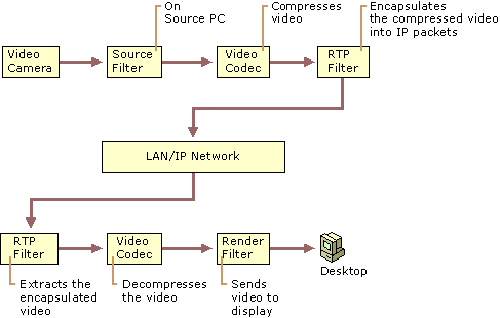 On
Source PC
Compresses
video
Encapsulates
the compressed video
into IP packets
Video
Camera
Source
Filter
Video
Codec
RTP
Filter
LAN/IP Network
RTP
Filter
Video
Codec
Render
Filter
Desktop
Extracts the
encapsulated
video
Decompresses
the video
Sends
video to
display